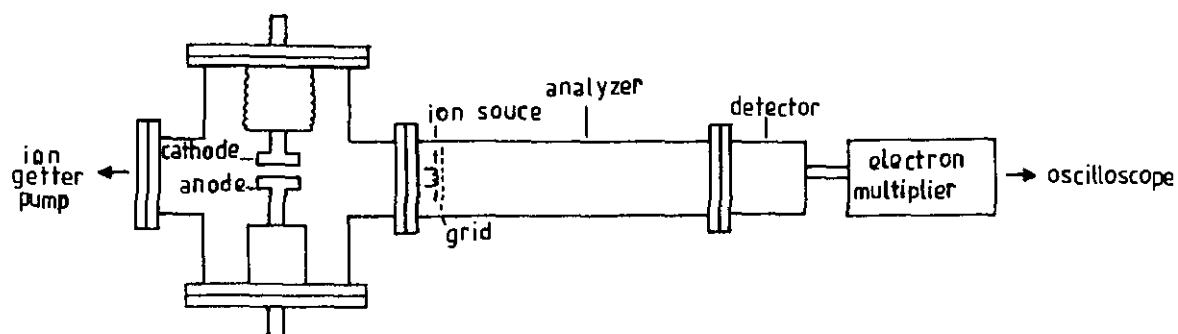 ion
getter
pump
cathode
anode
ion souce
grid
analyzer
detector
electron
multiplier
oscilloscope